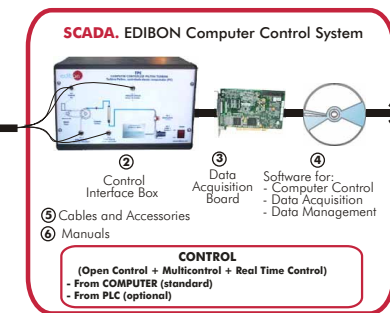 SCADA. EDIBON Computer Control System
②
Control
Interface Box
③
Data
Acquisition
Board
④
Software for:
- Computer Control
- Data Acquisition
- Data Management
⑤ Cables and Accessories
⑥ Manuals
CONTROL
(Open Control + Multicontrol + Real Time Control)
- From COMPUTER (standard)
- From PLC (optional)